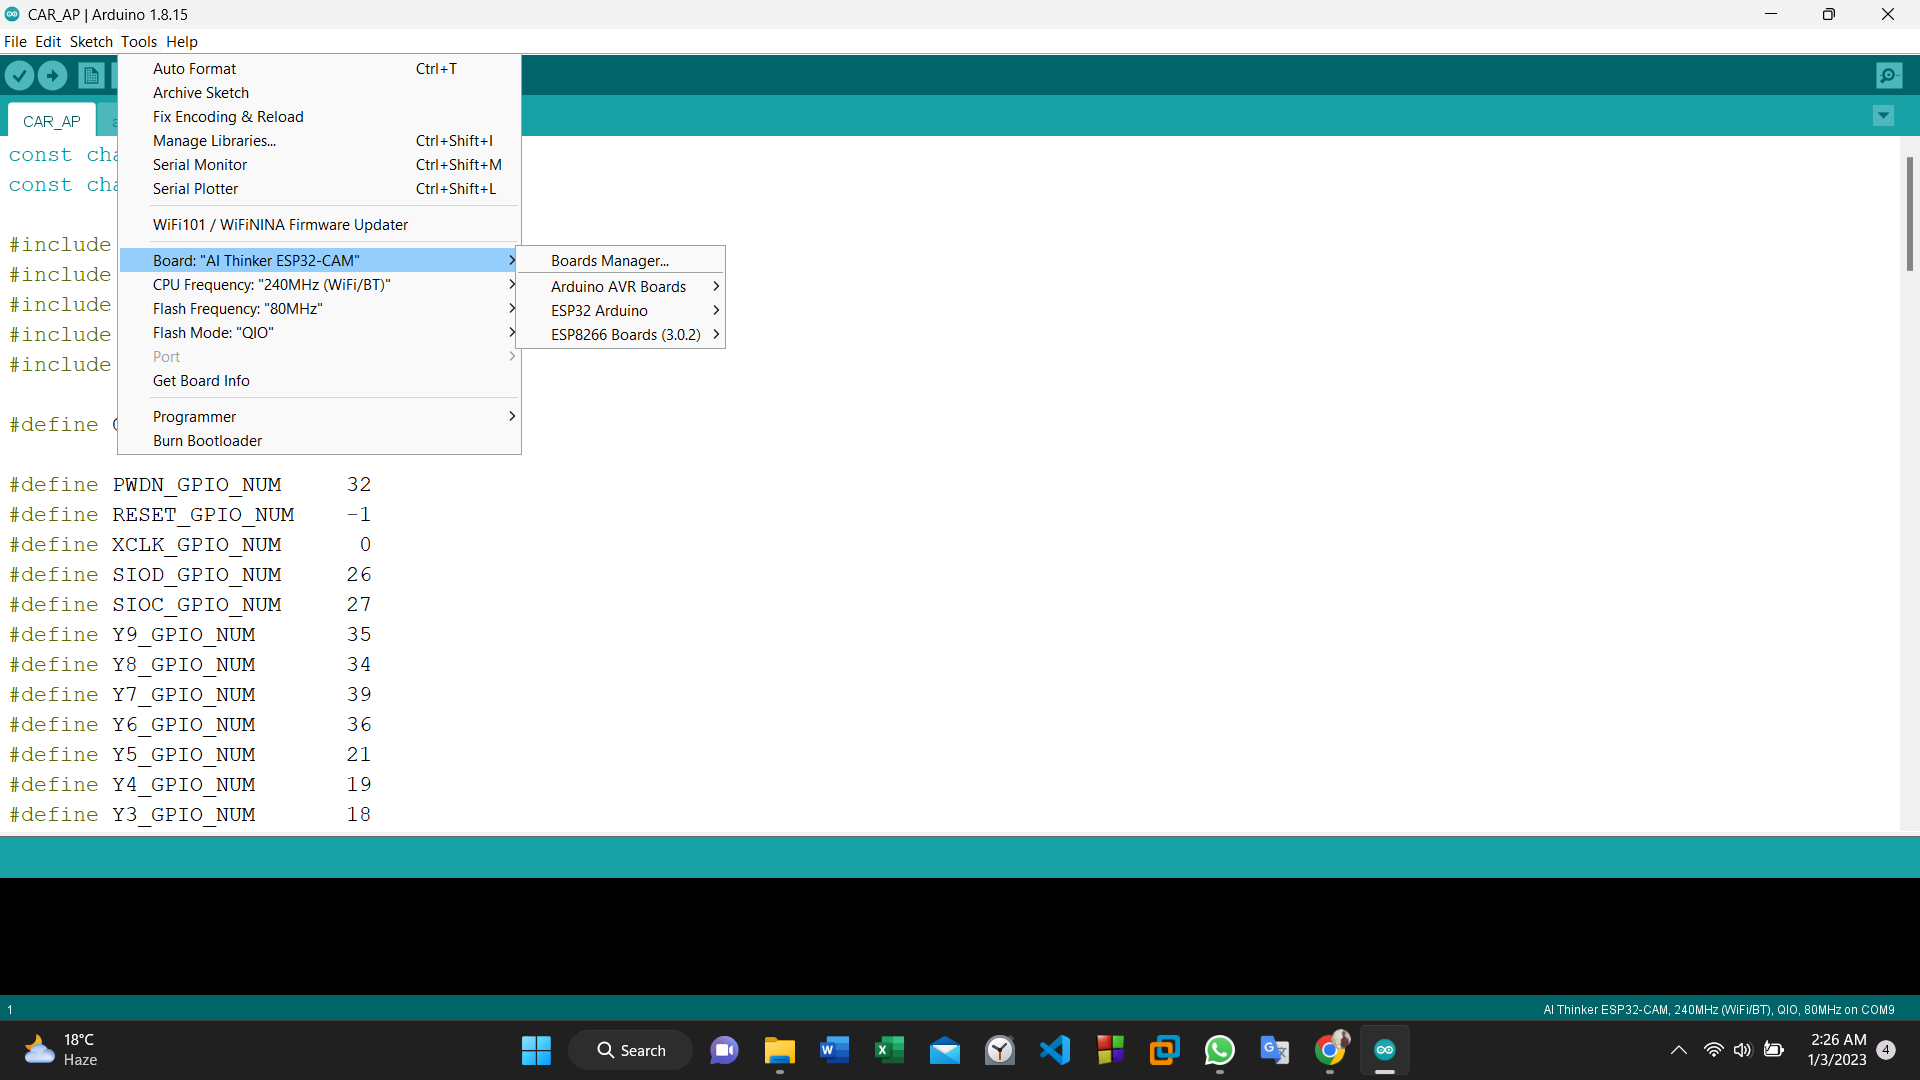 CAR_AP | Arduino 1.8.15
File Edit Sketch Tools Help
Auto Format Ctrl+T
Archive Sketch
Fix Encoding & Reload
Manage Libraries... Ctrl+Shift+I
Serial Monitor Ctrl+Shift+M
Serial Plotter Ctrl+Shift+L
WiFi101 / WiFiNINA Firmware Updater
Board: "AI Thinker ESP32-CAM"
CPU Frequency: "240MHz (WiFi/BT)"
Flash Frequency: "80MHz"
Flash Mode: "QIO"
Port
Get Board Info
Programmer
Burn Bootloader
Boards Manager...
Arduino AVR Boards
ESP32 Arduino
ESP8266 Boards (3.0.2)
CAR_AP
const cha
const cha
#include
#include
#include
#include
#include
#define
#define PWDN_GPIO_NUM 32
#define RESET_GPIO_NUM -1
#define XCLK_GPIO_NUM 0
#define SIOD_GPIO_NUM 26
#define SIOC_GPIO_NUM 27
#define Y9_GPIO_NUM 35
#define Y8_GPIO_NUM 34
#define Y7_GPIO_NUM 39
#define Y6_GPIO_NUM 36
#define Y5_GPIO_NUM 21
#define Y4_GPIO_NUM 19
#define Y3_GPIO_NUM 18
1
AI Thinker ESP32-CAM, 240MHz (WiFi/BT), QIO, 80MHz on COM9
18°C
Haze
Search
2:26 AM
1/3/2023
4